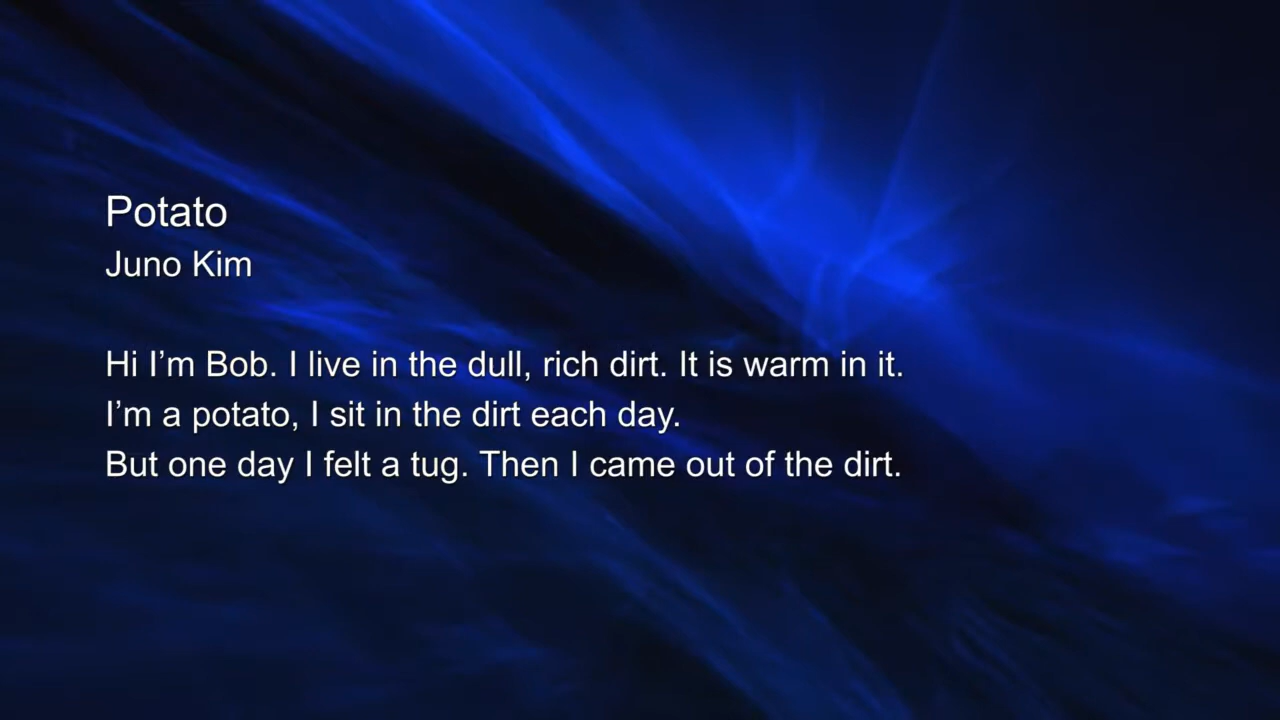 Potato
Juno Kim
Hi I’m Bob. I live in the dull, rich dirt. It is warm in it.
I’m a potato, I sit in the dirt each day.
But one day I felt a tug. Then I came out of the dirt.